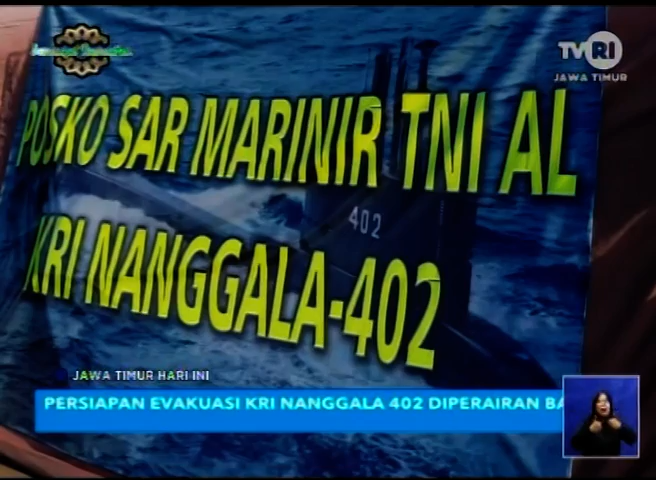 TVRI
JAWA TIMUR
POSKO SAR MARINIR TNI AL
402
KRI NANGGALA-402
JAWA TIMUR HARI INI
PERSIAPAN EVAKUASI KRI NANGGALA 402 DIPERAIRAN BA